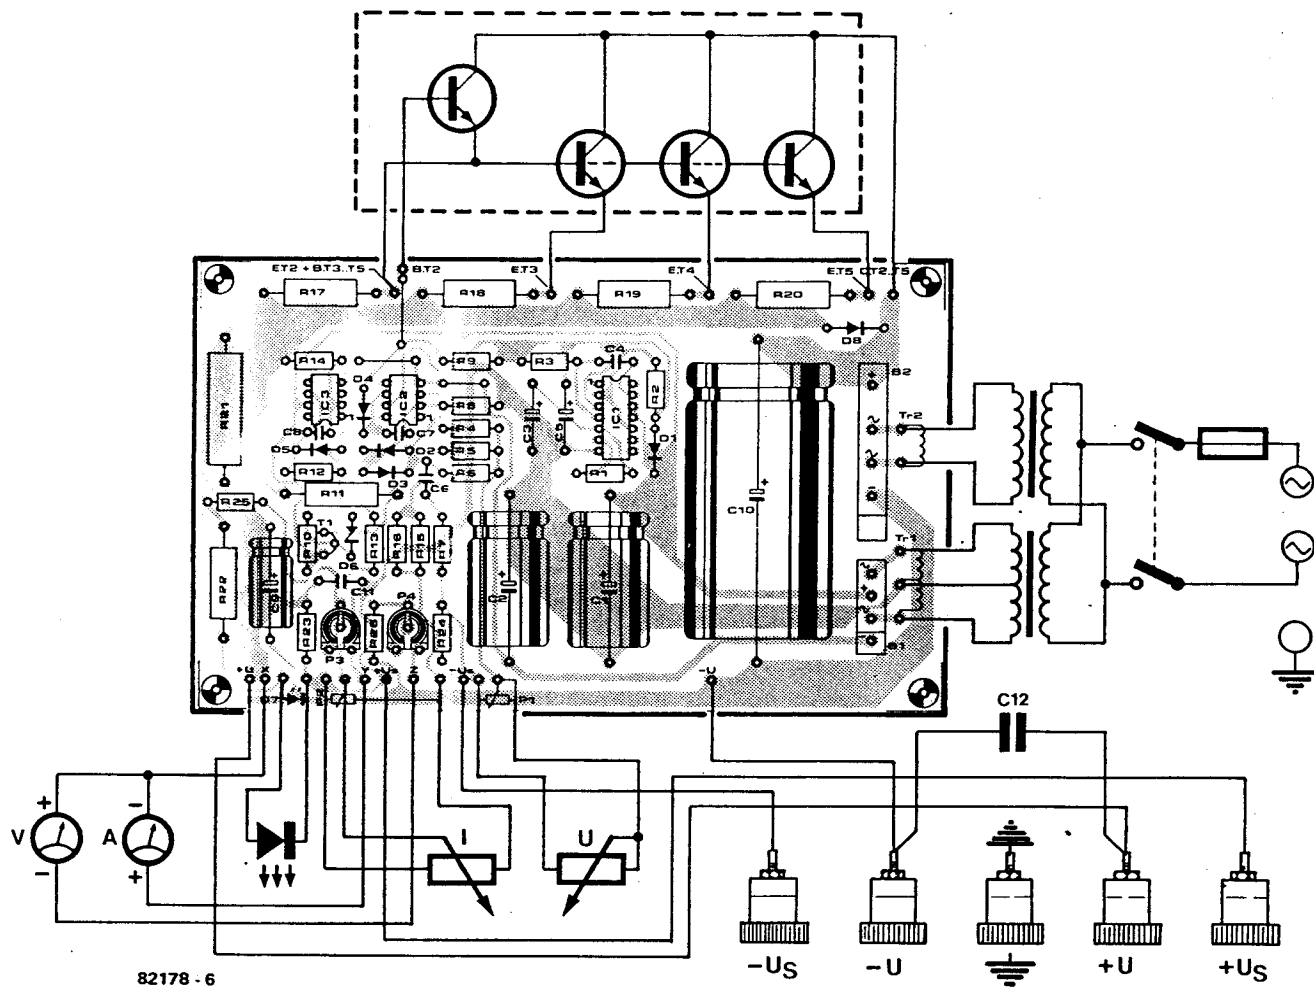 E.T2 + B.T3..T5
B.T2
E.T3
E.T4
E.T5
C.T2..T5
R17
R18
R19
R20
D8
R14
R9
R3
C4
B2
R21
IC3
D4
IC2
R8
R4
R5
R6
C3
C5
IC1
R2
D1
Tr2
C8
C7
D5
D2
R12
D3
C6
R1
R11
R25
C10
T1
R10
R13
R16
R15
R7
Tr1
R22
C9
D6
C11
P4
C2
R23
R26
R24
P3
B1
+U
X
Y
+Us
Z
-Us
-U
D7
P2
P1
C12
+
V
-
-
A
+
I
U
-US
-U
+U
+US
82178 - 6